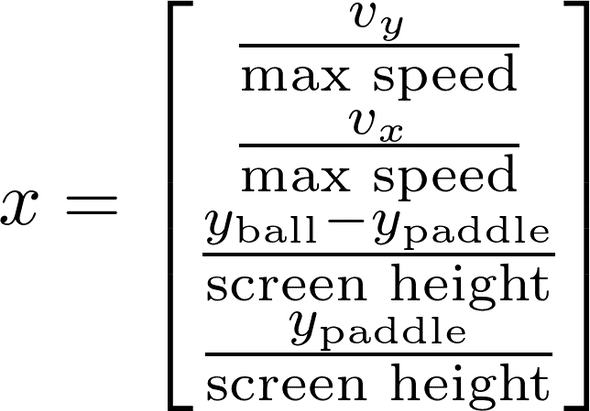 v_y
max speed
v_x
x =
max speed
y_ball − y_paddle
screen height
y_paddle
screen height